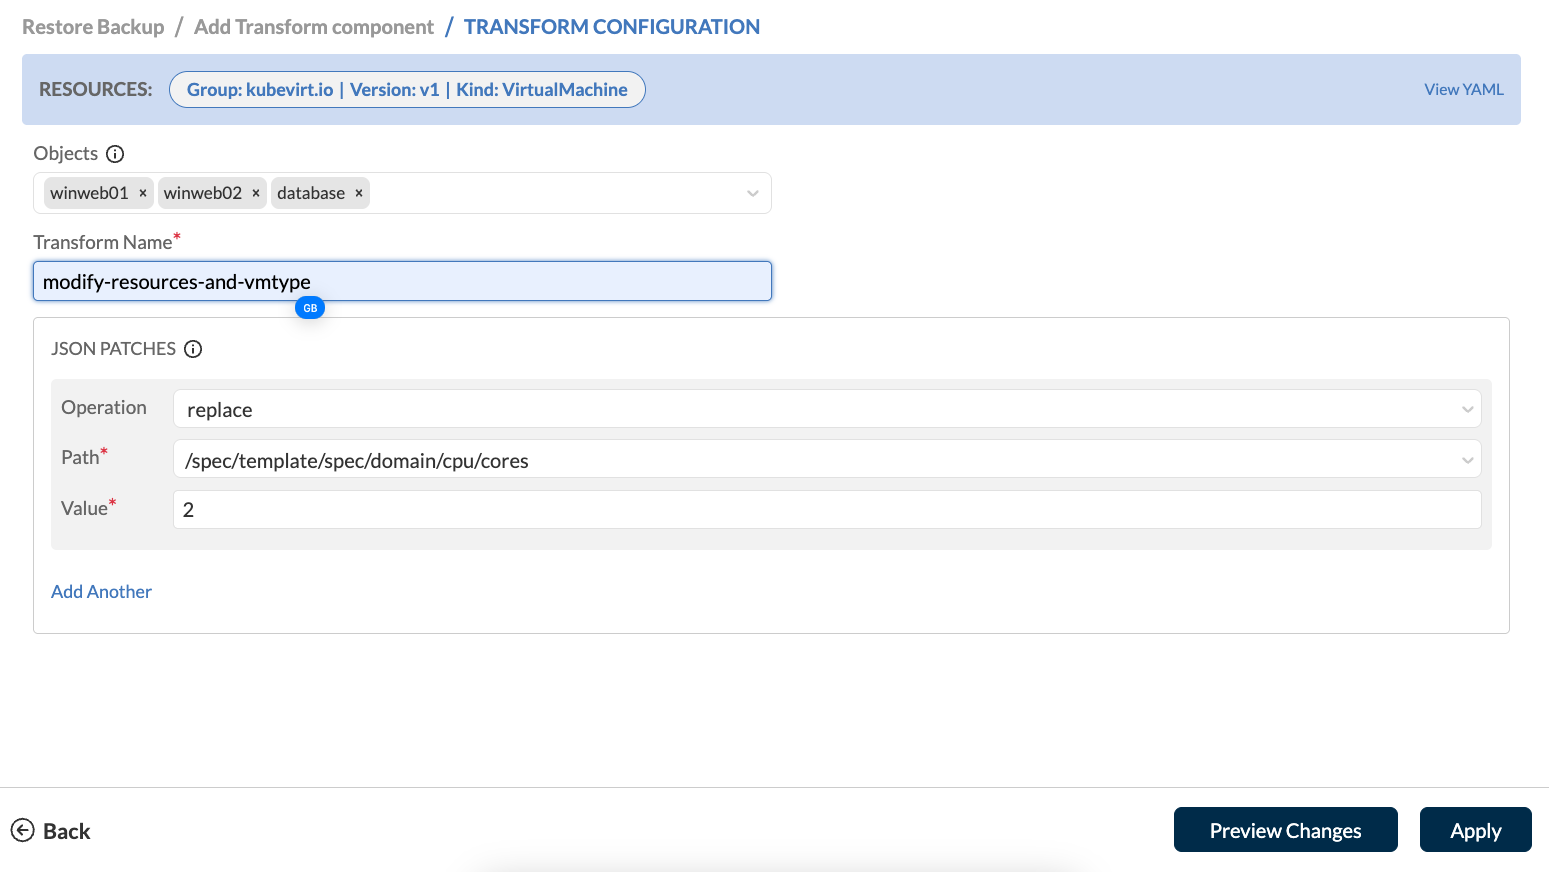 Restore Backup / Add Transform component / TRANSFORM CONFIGURATION
RESOURCES: Group: kubevirt.io | Version: v1 | Kind: VirtualMachine View YAML
Objects
winweb01 × winweb02 × database ×
Transform Name*
modify-resources-and-vmtype
GB
JSON PATCHES
Operation replace
Path* /spec/template/spec/domain/cpu/cores
Value* 2
Add Another
Back Preview Changes Apply